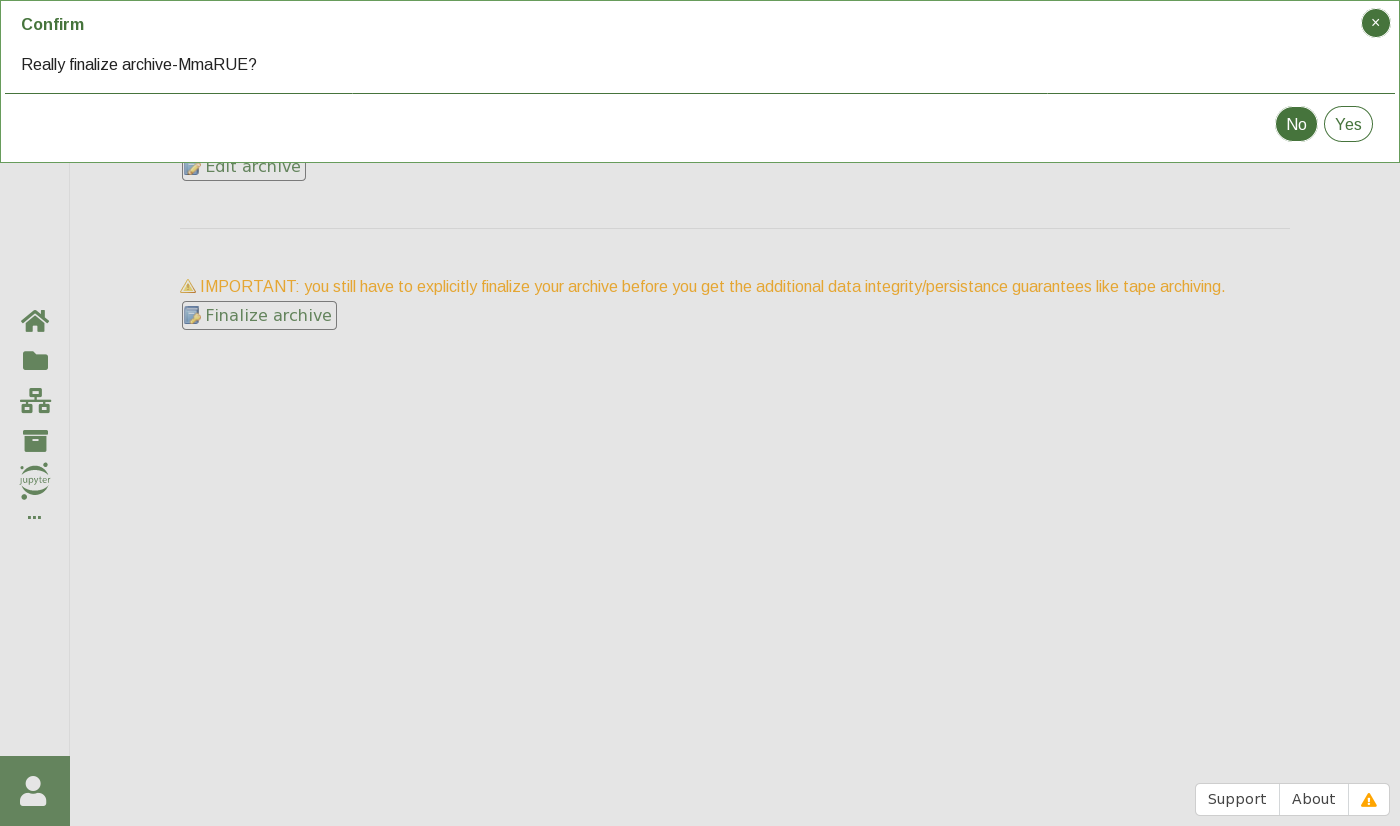 Confirm
×
Really finalize archive-MmaRUE?
No
Yes
Edit archive
IMPORTANT: you still have to explicitly finalize your archive before you get the additional data integrity/persistance guarantees like tape archiving.
Finalize archive
jupyter
Support
About